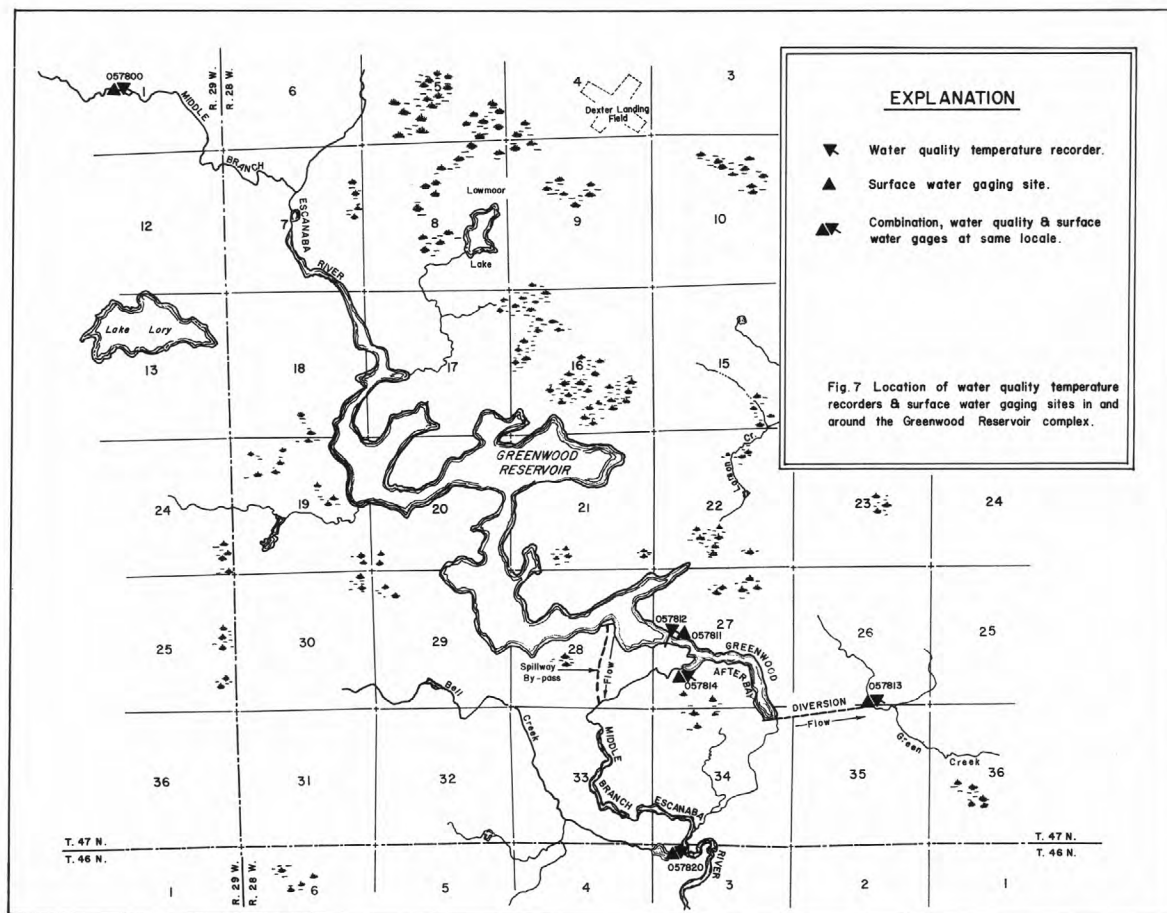 057800
1
R. 29 W.
R. 28 W.
6
5
4
3
Dexter Landing
Field
MIDDLE
BRANCH
ESCANABA
RIVER
12
7
8
Lowmoor
Lake
9
10
Lake Lory
13
18
17
16
15
GREENWOOD
RESERVOIR
24
19
20
21
22
Cr.
23
24
25
30
29
28
27
26
25
Spillway
By-pass
Flow
057812
057811
GREENWOOD
AFTERBAY
057814
057813
DIVERSION
Flow
Green
Creek
Bell
Creek
36
31
32
33
34
35
36
MIDDLE
BRANCH
ESCANABA
RIVER
T. 47 N.
T. 46 N.
T. 47 N.
T. 46 N.
057820
R. 29 W.
R. 28 W.
1
6
5
4
3
2
1
EXPLANATION
Water quality temperature recorder.
Surface water gaging site.
Combination, water quality & surface
water gages at same locale.
Fig. 7 Location of water quality temperature
recorders & surface water gaging sites in and
around the Greenwood Reservoir complex.